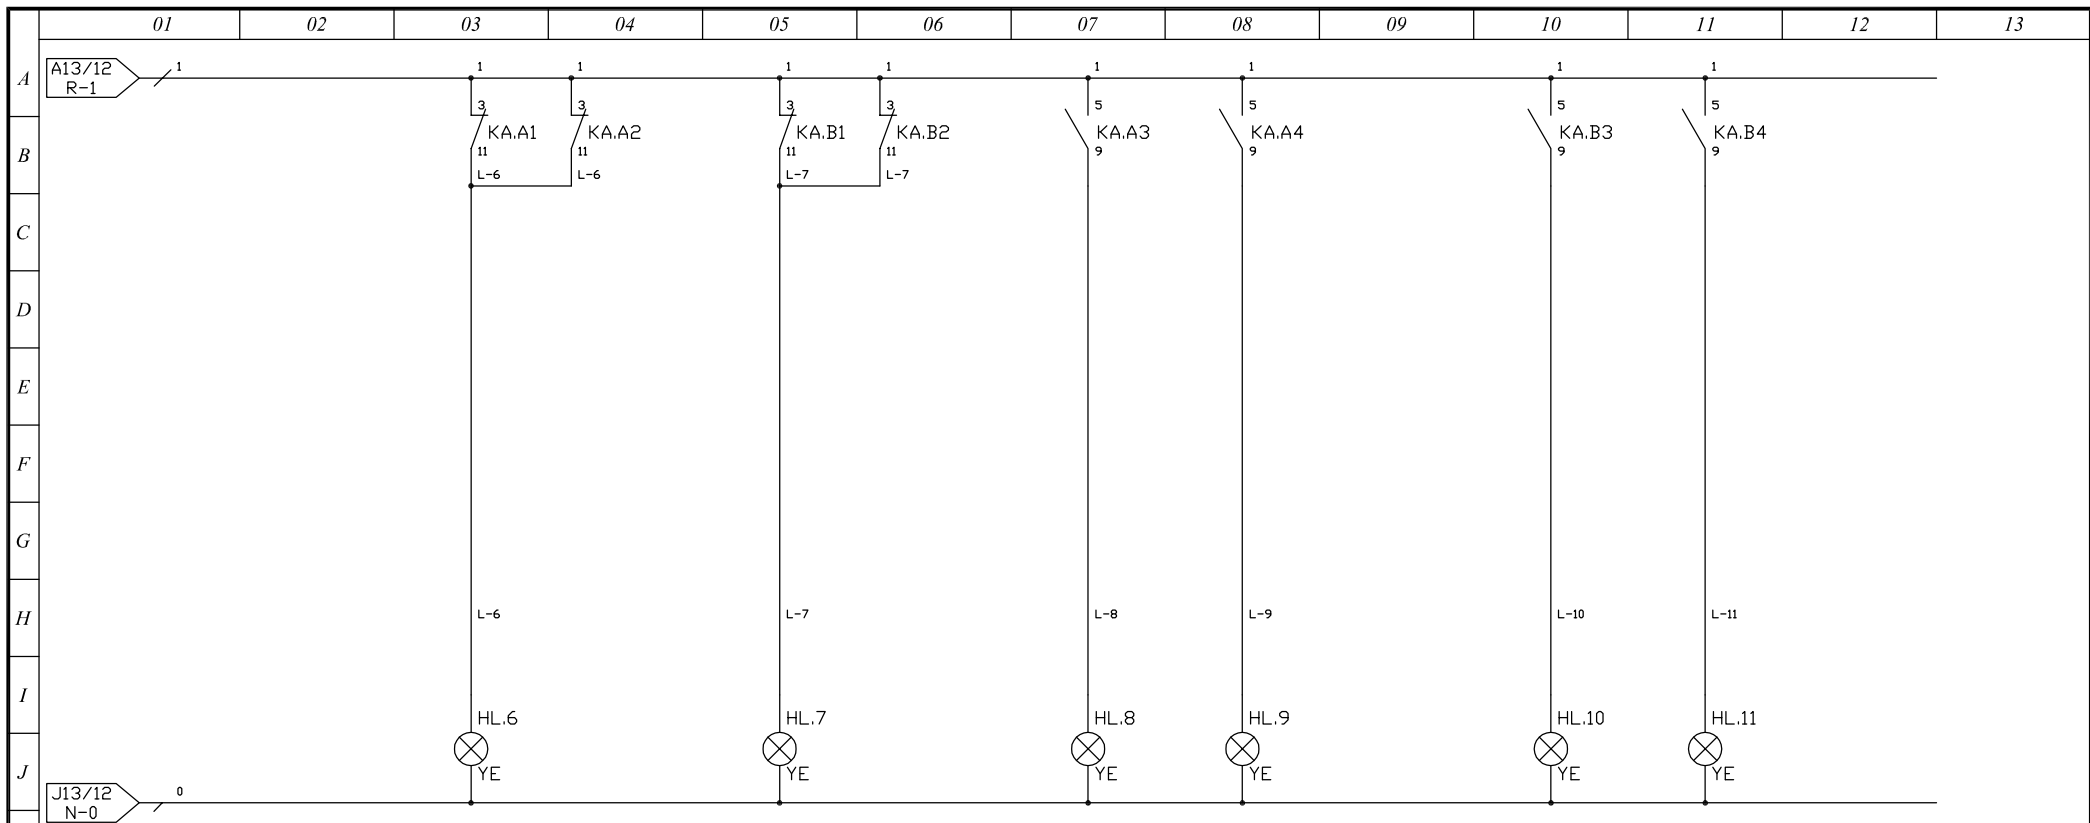 01 02 03 04 05 06 07 08 09 10 11 12 13
A
A13/12
R-1
1 1 1 1 1 1 1 1 1
3 3 3 3 5 5 5 5
KA.A1 KA.A2 KA.B1 KA.B2 KA.A3 KA.A4 KA.B3 KA.B4
B
11 11 11 11 9 9 9 9
L-6 L-6 L-7 L-7
C
D
E
F
G
H
L-6 L-7 L-8 L-9 L-10 L-11
I
HL.6 HL.7 HL.8 HL.9 HL.10 HL.11
J
YE YE YE YE YE YE
J13/12
N-0
0